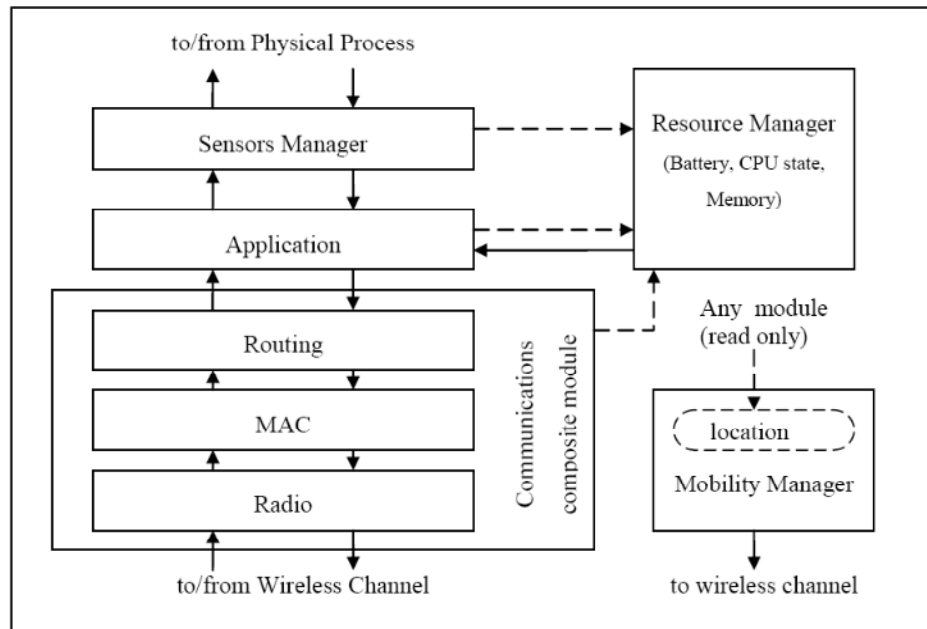 to/from Physical Process
Sensors Manager
Application
Routing
MAC
Radio
Communications
composite module
to/from Wireless Channel
Resource Manager
(Battery, CPU state,
Memory)
Any module
(read only)
location
Mobility Manager
to wireless channel